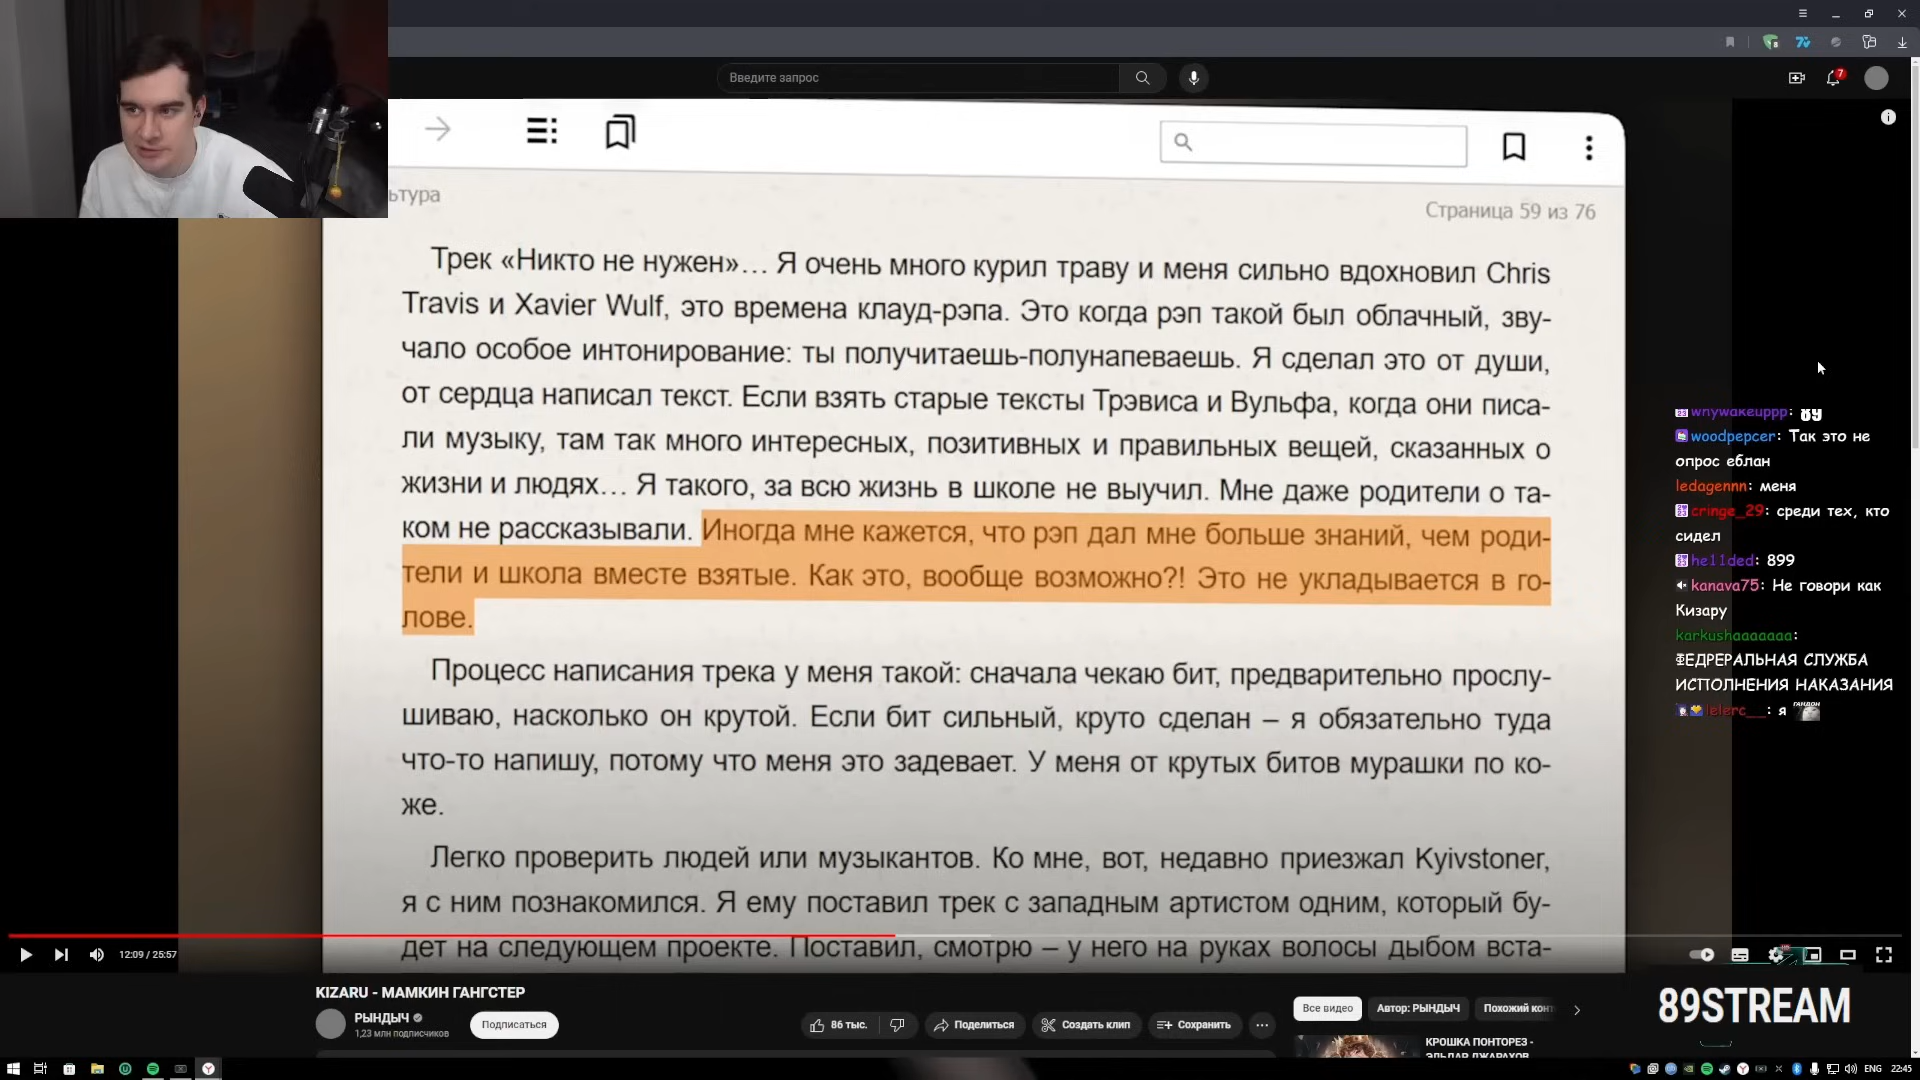 Введите запрос
7
ьтура
Страница 59 из 76
Трек «Никто не нужен»… Я очень много курил траву и меня сильно вдохновил Chris
Travis и Xavier Wulf, это времена клауд-рэпа. Это когда рэп такой был облачный, зву-
чало особое интонирование: ты получитаешь-полунапеваешь. Я сделал это от души,
от сердца написал текст. Если взять старые тексты Трэвиса и Вульфа, когда они писа-
ли музыку, там так много интересных, позитивных и правильных вещей, сказанных о
жизни и людях… Я такого, за всю жизнь в школе не выучил. Мне даже родители о та-
ком не рассказывали. Иногда мне кажется, что рэп дал мне больше знаний, чем роди-
тели и школа вместе взятые. Как это, вообще возможно?! Это не укладывается в го-
лове.
Процесс написания трека у меня такой: сначала чекаю бит, предварительно прослу-
шиваю, насколько он крутой. Если бит сильный, круто сделан – я обязательно туда
что-то напишу, потому что меня это задевает. У меня от крутых битов мурашки по ко-
же.
Легко проверить людей или музыкантов. Ко мне, вот, недавно приезжал Kyivstoner,
я с ним познакомился. Я ему поставил трек с западным артистом одним, который бу-
дет на следующем проекте. Поставил, смотрю – у него на руках волосы дыбом вста-
whywakeuppp: 89
woodpepcer: Так это не
опрос еблан
ledagennn: меня
cringe_29: среди тех, кто
сидел
he11ded: 899
kanava75: Не говори как
Кизару
karkushaaaaaaa:
ФЕДРЕРАЛЬНАЯ СЛУЖБА
ИСПОЛНЕНИЯ НАКАЗАНИЯ
lelerc__: я
12:09 / 25:57
KIZARU - МАМКИН ГАНГСТЕР
РЫНДЫЧ
1,23 млн подписчиков
Подписаться
86 тыс.
Поделиться
Создать клип
Сохранить
Все видео
Автор: РЫНДЫЧ
Похожий кон
КРОШКА ПОНТОРЕЗ -
ЭЛЬДАР ДЖАРАХОВ
89STREAM
ENG
22:45